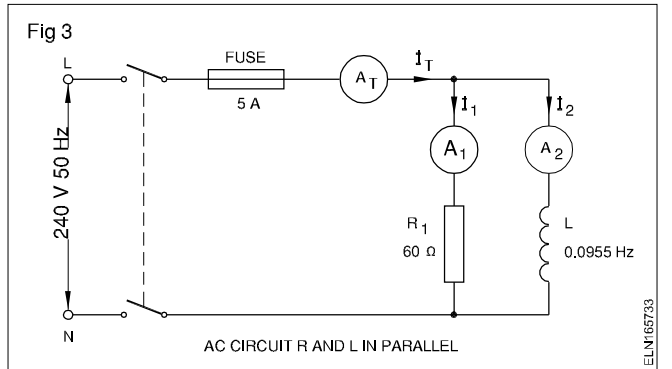 Fig 3
L
FUSE
5 A
A T
I T
I 1
I 2
A 1
A 2
240 V 50 Hz
R 1
60 Ω
L
0.0955 Hz
N
AC CIRCUIT R AND L IN PARALLEL
ELN165733